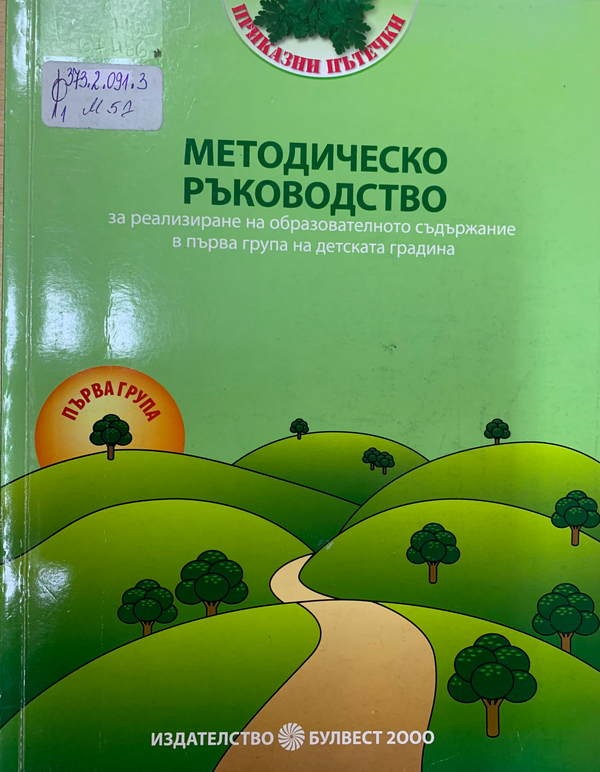 ПРИКАЗНИ ПЪТЕЧКИ
373.2.091.3
М 52
МЕТОДИЧЕСКО
РЪКОВОДСТВО
за реализиране на образователното съдържание
в първа група на детската градина
ПЪРВА ГРУПА
ИЗДАТЕЛСТВО БУЛВЕСТ 2000